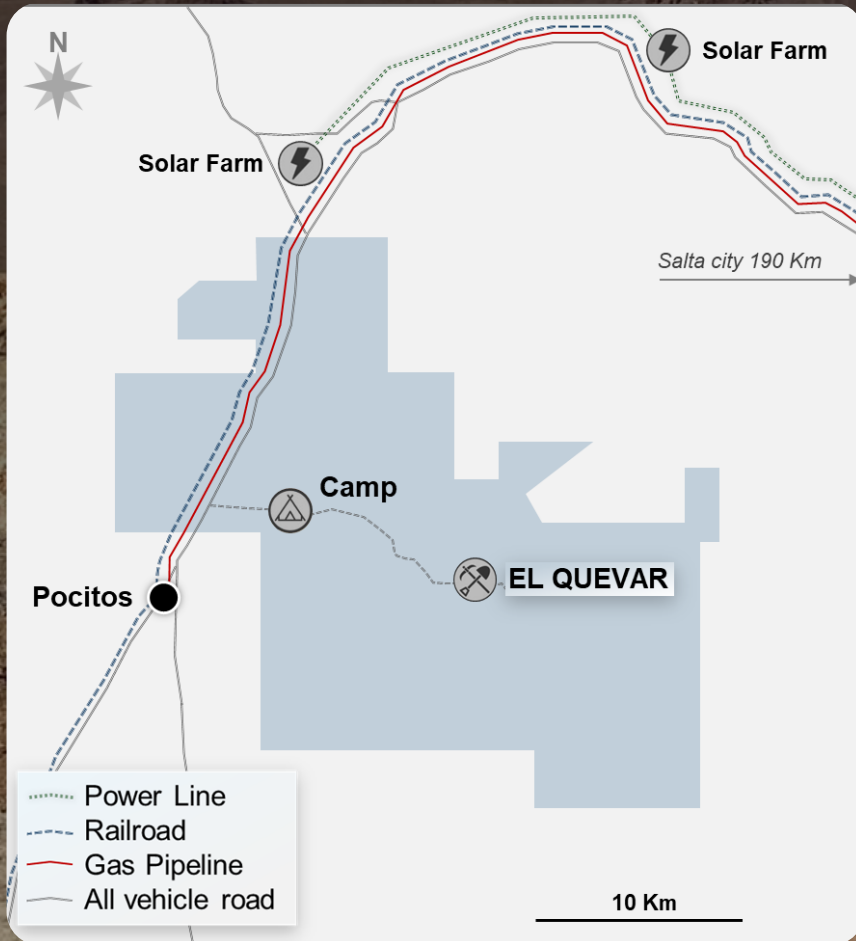 N
Solar Farm
Solar Farm
Salta city 190 Km
Camp
EL QUEVAR
Pocitos
Power Line
Railroad
Gas Pipeline
All vehicle road
10 Km